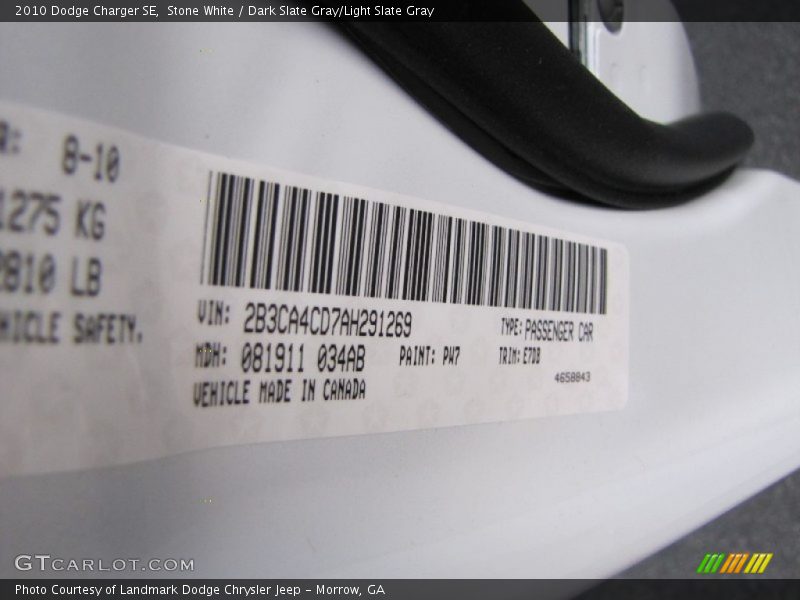 2010 Dodge Charger SE, Stone White / Dark Slate Gray/Light Slate Gray
8-10
1275 KG
2810 LB
SAFETY.
VIN: 2B3CA4CD7AH291269
TYPE: PASSENGER CAR
MDH: 081911 034AB
PAINT: PW7
TRIM: E7DB
VEHICLE MADE IN CANADA
4658843
GTCARLOT.COM
Photo Courtesy of Landmark Dodge Chrysler Jeep – Morrow, GA